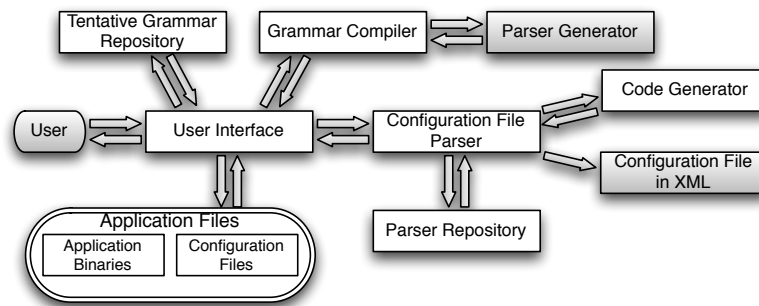 Tentative Grammar
Repository
Grammar Compiler
Parser Generator
Code Generator
User
User Interface
Configuration File
Parser
Configuration File
in XML
Application Files
Application
Binaries
Configuration
Files
Parser Repository